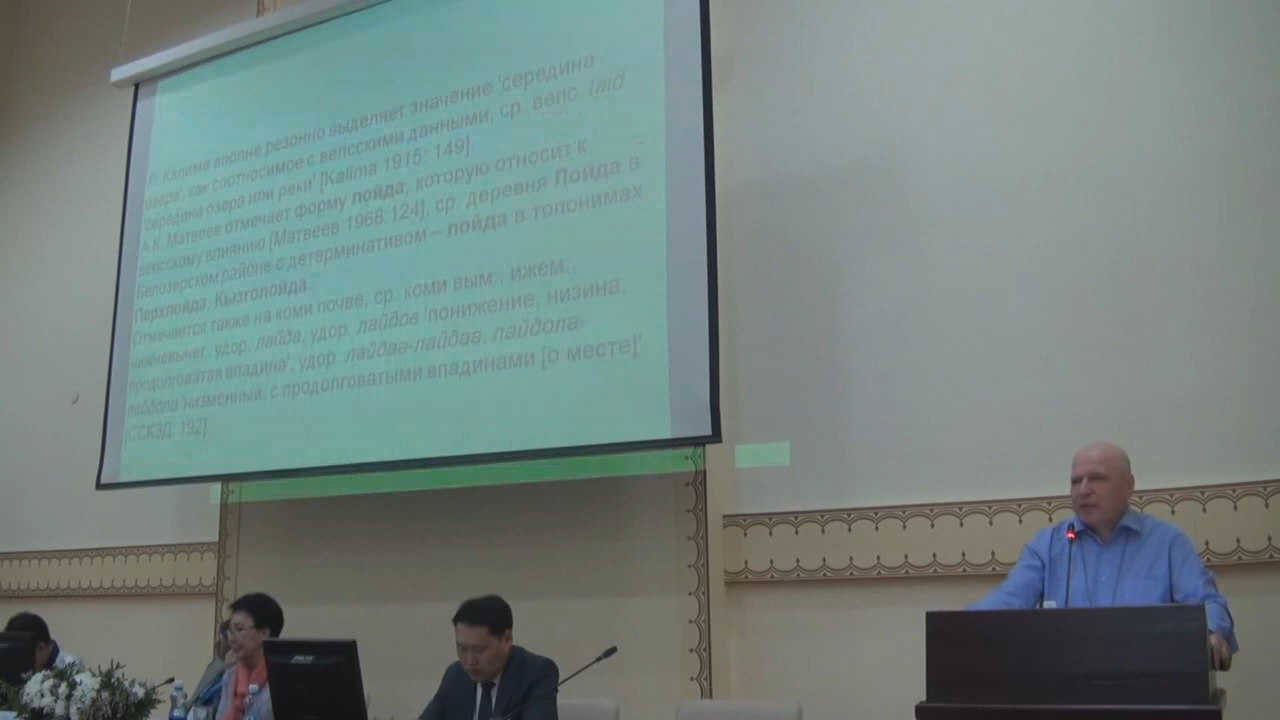 Я. Калима вполне резонно выделяет значение 'середина
озера', как соотносимое с вепсскими данными, ср. вепс. laid
'середина озера или реки' [Kalima 1915: 149].
А.К. Матвеев отмечает форму лойда, которую относит к
вепсскому влиянию [Матвеев 1968:124], ср. деревня Лойда в
Белозерском районе с детерминативом – лойда в топонимах
Перхлойда, Кызголойда.
Отмечается также на коми почве, ср. коми вым., ижем.,
нижневычег., удор. лайда, удор. лайдоа 'понижение, низина,
продолговатая впадина', удор. лайдаа-лайдаа, лайдола-
лайдола 'низменный, с продолговатыми впадинами [о месте]'
[ССКЗД: 192]